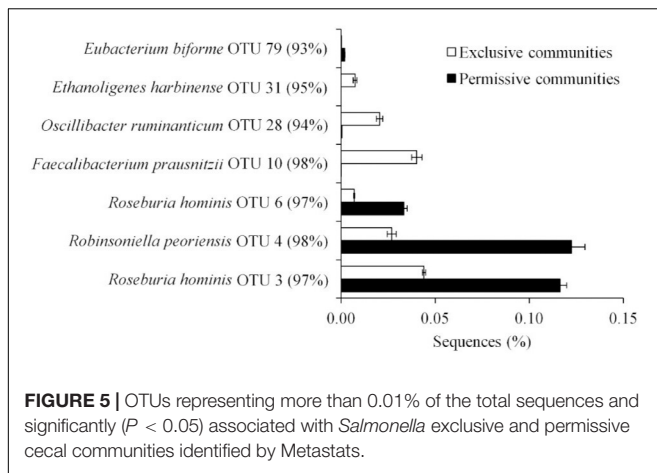 Eubacterium biforme OTU 79 (93%)
□ Exclusive communities
Ethanoligenes harbinense OTU 31 (95%)
■ Permissive communities
Oscillibacter ruminanticum OTU 28 (94%)
Faecalibacterium prausnitzii OTU 10 (98%)
Roseburia hominis OTU 6 (97%)
Robinsoniella peoriensis OTU 4 (98%)
Roseburia hominis OTU 3 (97%)
0.00 0.05 0.10 0.15
Sequences (%)
FIGURE 5 | OTUs representing more than 0.01% of the total sequences and
significantly (P < 0.05) associated with Salmonella exclusive and permissive
cecal communities identified by Metastats.